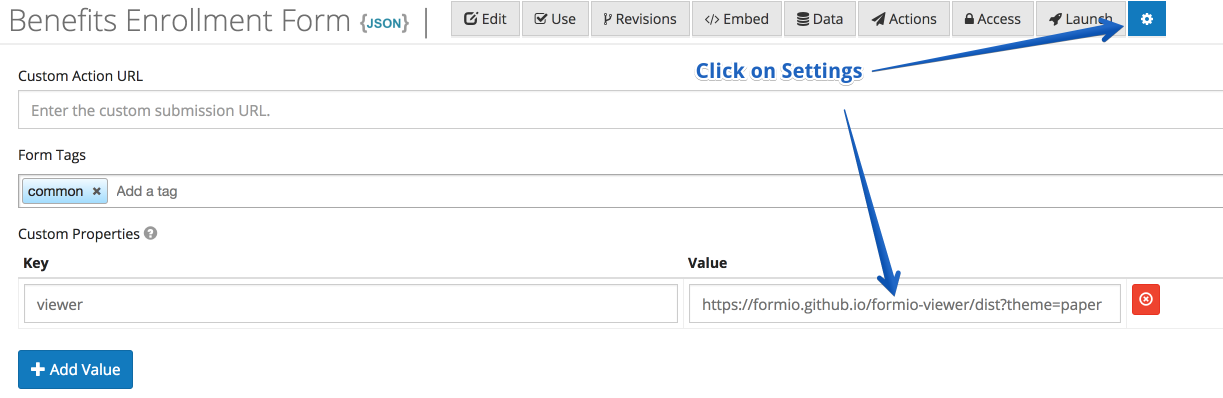 Benefits Enrollment Form {JSON} | Edit Use Revisions </> Embed Data Actions Access Launch
Click on Settings
Custom Action URL
Enter the custom submission URL.
Form Tags
common × Add a tag
Custom Properties ?
Key Value
viewer https://formio.github.io/formio-viewer/dist?theme=paper
+ Add Value